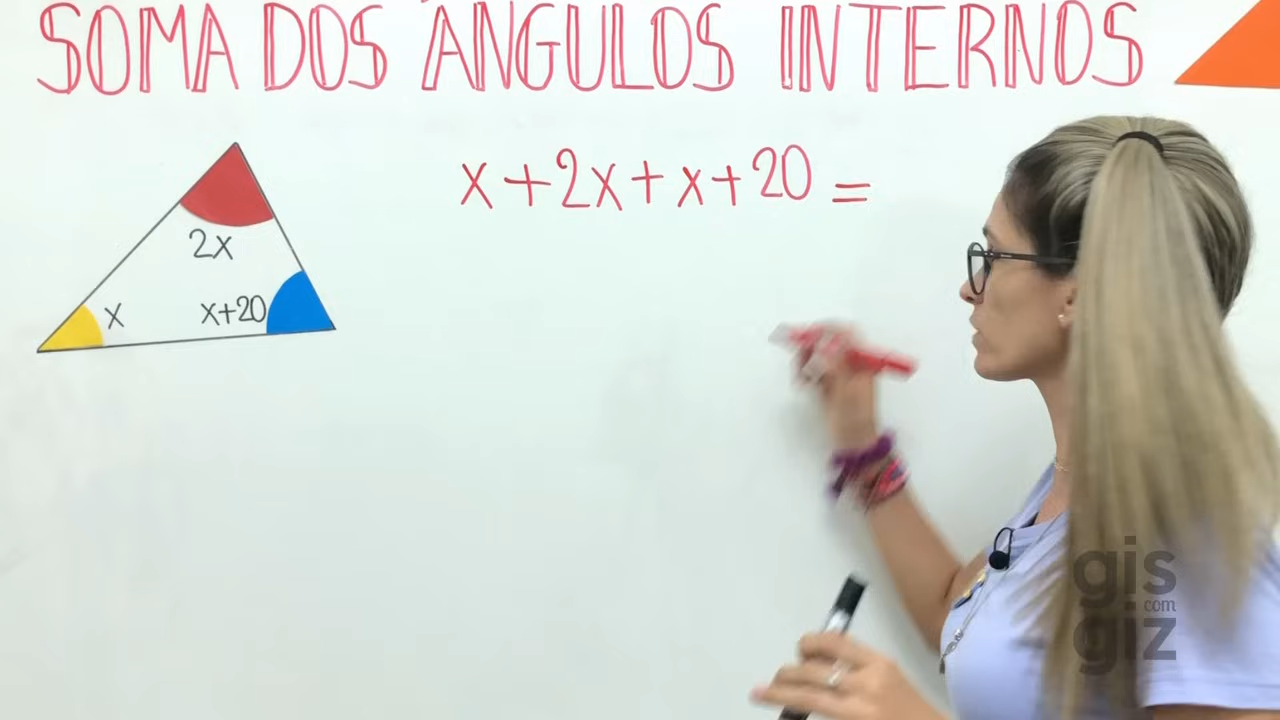 SOMA DOS ÂNGULOS INTERNOS
x+2x+x+20 =
2x
x
x+20
gis
com
giz